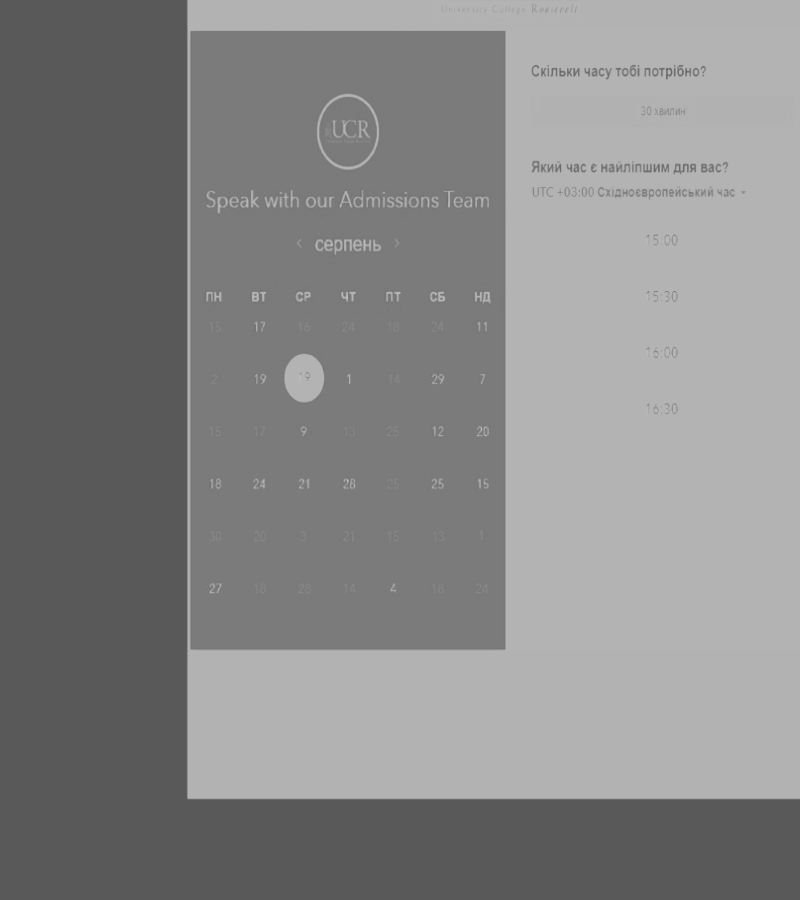 University College Roosevelt
UCR
Speak with our Admissions Team
‹ серпень ›
ПН ВТ СР ЧТ ПТ СБ НД
15 17 16 24 18 24 11
2 19 19 1 14 29 7
15 17 9 13 25 12 20
18 24 21 28 25 25 15
30 20 3 21 15 13 1
27 18 28 14 4 18 24
Скільки часу тобі потрібно?
30 хвилин
Який час є найліпшим для вас?
UTC +03:00 Східноєвропейський час
15:00
15:30
16:00
16:30